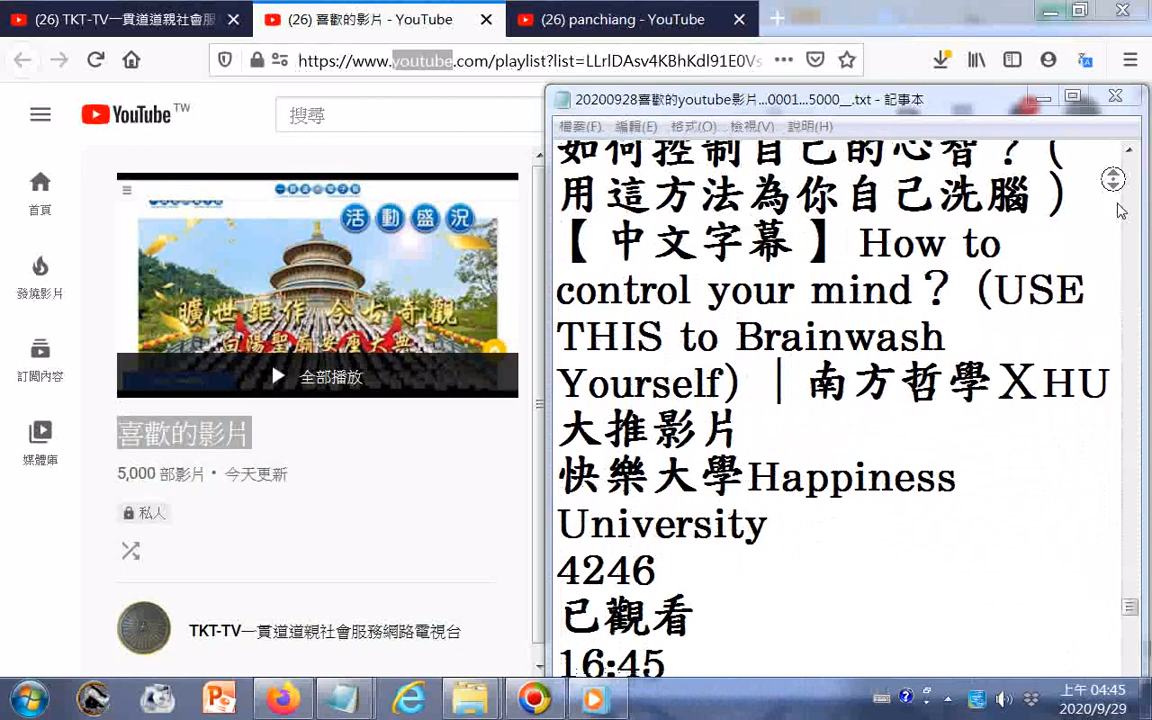 (26) TKT-TV一貫道道親社會服
(26) 喜歡的影片 - YouTube
(26) panchiang - YouTube
https://www.youtube.com/playlist?list=LLrlDAsv4KBhKdl91E0Vs
YouTube TW
搜尋
首頁
發燒影片
訂閱內容
媒體庫
活動盛況
曠世鉅作 今古奇觀
全部播放
喜歡的影片
5,000 部影片・今天更新
私人
TKT-TV一貫道道親社會服務網路電視台
20200928喜歡的youtube影片...0001...5000__.txt - 記事本
檔案(F) 編輯(E) 格式(O) 檢視(V) 說明(H)
如何控制自己的心智？（
用這方法為你自己洗腦）
【中文字幕】How to
control your mind？（USE
THIS to Brainwash
Yourself）｜南方哲學ＸHU
大推影片
快樂大學Happiness
University
4246
已觀看
16:45
上午 04:45
2020/9/29